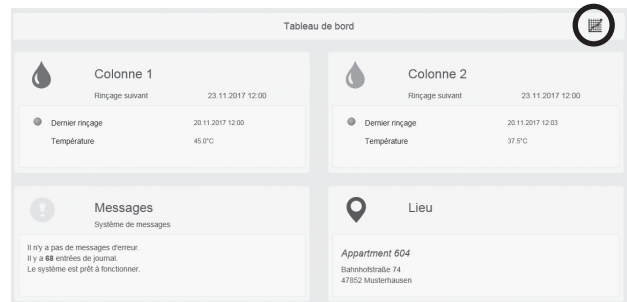 Tableau de bord
Colonne 1
Rinçage suivant 23.11.2017 12:00
Dernier rinçage 20.11.2017 12:00
Température 45.0°C
Colonne 2
Rinçage suivant 23.11.2017 12:00
Dernier rinçage 20.11.2017 12:03
Température 37.5°C
Messages
Système de messages
Il n'y a pas de messages d'erreur.
Il y a 68 entrées de journal.
Le système est prêt à fonctionner.
Lieu
Appartment 604
Bahnhofstraße 74
47852 Musterhausen